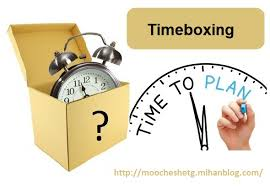 Timeboxing
?
TIME TO PLAN
http://moocheshetg.mihanblog.com/